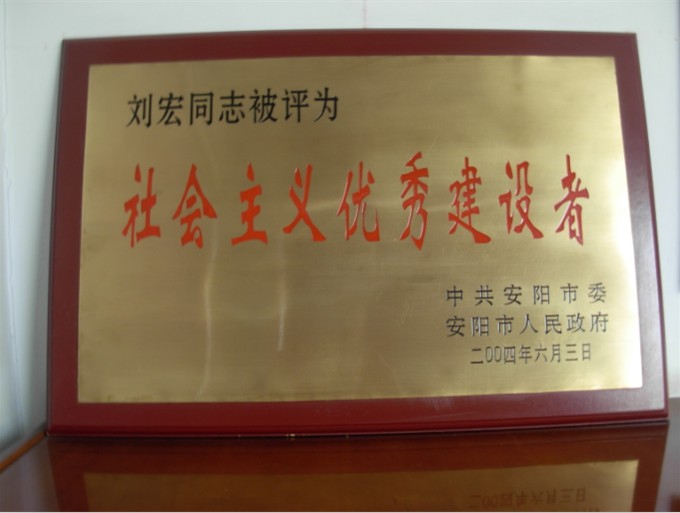 刘宏同志被评为
社会主义优秀建设者
中共安阳市委
安阳市人民政府
二00四年六月三日